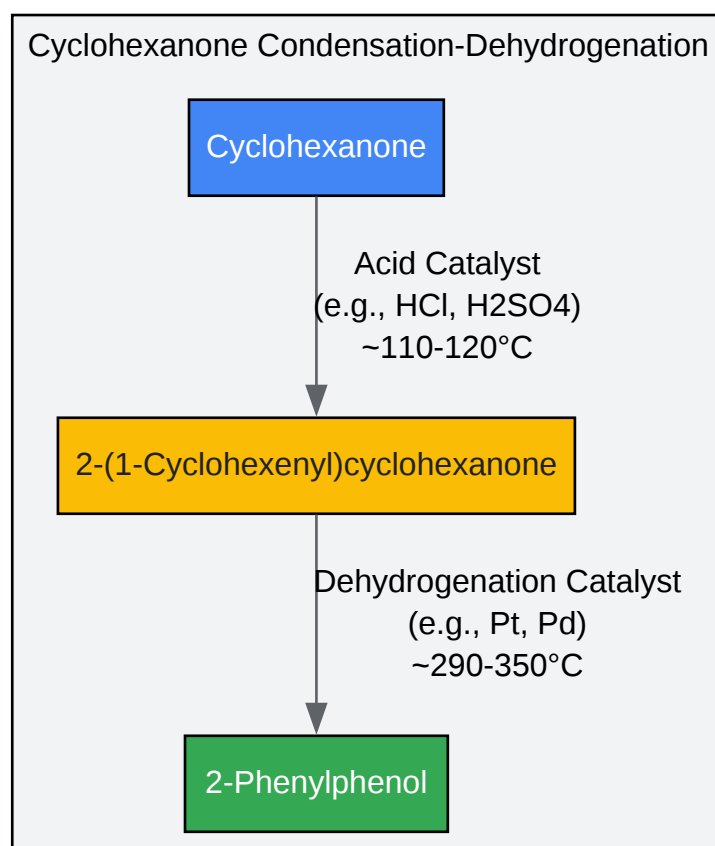 Cyclohexanone Condensation-Dehydrogenation
Cyclohexanone
Acid Catalyst
(e.g., HCl, H2SO4)
~110-120°C
2-(1-Cyclohexenyl)cyclohexanone
Dehydrogenation Catalyst
(e.g., Pt, Pd)
~290-350°C
2-Phenylphenol